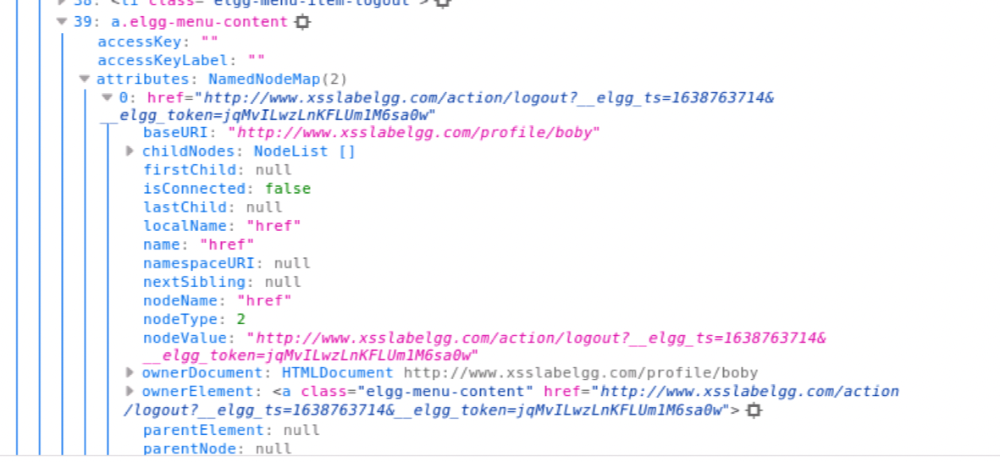 38: <li class="elgg-menu-item-logout">
39: a.elgg-menu-content
accessKey: ""
accessKeyLabel: ""
attributes: NamedNodeMap(2)
0: href="http://www.xsslabelgg.com/action/logout?__elgg_ts=1638763714&
__elgg_token=jqMvILwzLnKFLUm1M6sa0w"
baseURI: "http://www.xsslabelgg.com/profile/boby"
childNodes: NodeList []
firstChild: null
isConnected: false
lastChild: null
localName: "href"
name: "href"
namespaceURI: null
nextSibling: null
nodeName: "href"
nodeType: 2
nodeValue: "http://www.xsslabelgg.com/action/logout?__elgg_ts=1638763714&
__elgg_token=jqMvILwzLnKFLUm1M6sa0w"
ownerDocument: HTMLDocument http://www.xsslabelgg.com/profile/boby
ownerElement: <a class="elgg-menu-content" href="http://www.xsslabelgg.com/action
/logout?__elgg_ts=1638763714&__elgg_token=jqMvILwzLnKFLUm1M6sa0w">
parentElement: null
parentNode: null